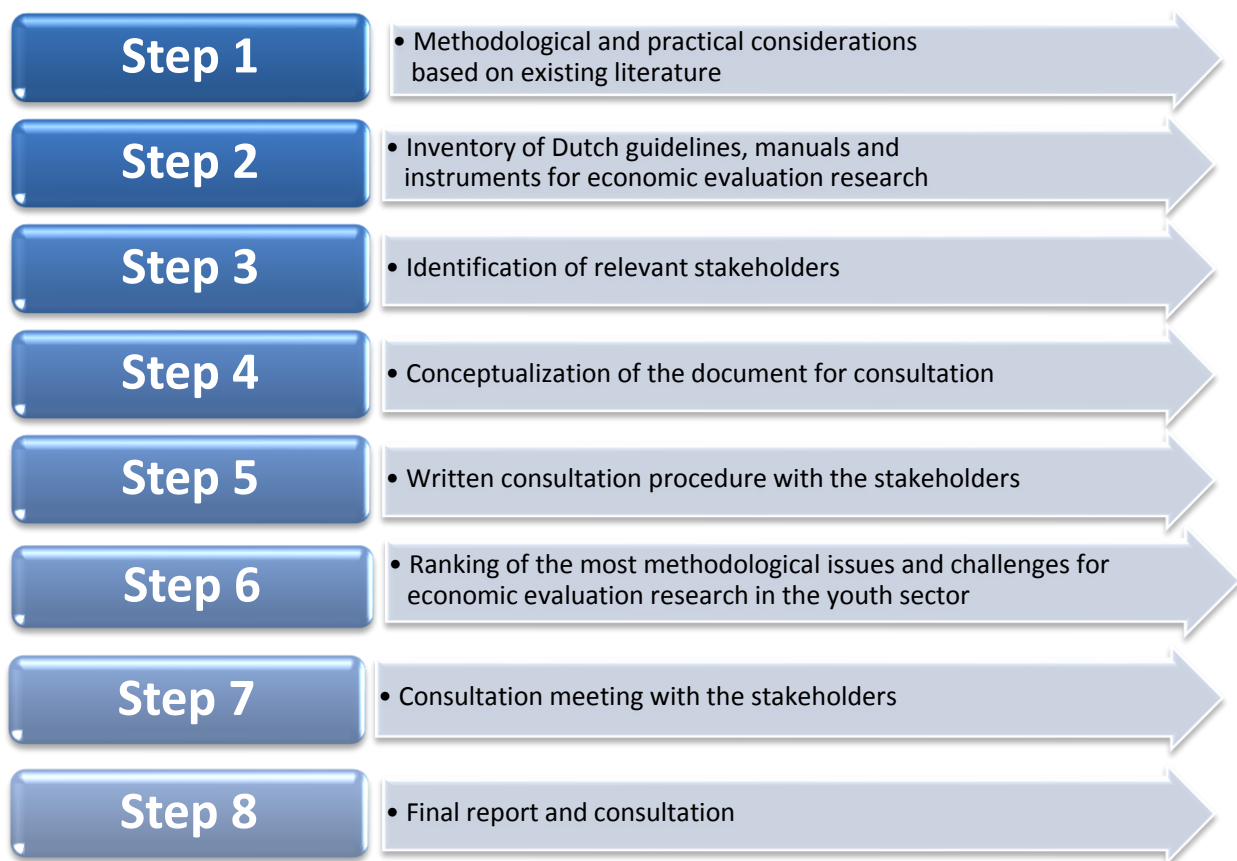 Step 1
• Methodological and practical considerations
based on existing literature
Step 2
• Inventory of Dutch guidelines, manuals and
instruments for economic evaluation research
Step 3
• Identification of relevant stakeholders
Step 4
• Conceptualization of the document for consultation
Step 5
• Written consultation procedure with the stakeholders
Step 6
• Ranking of the most methodological issues and challenges for
economic evaluation research in the youth sector
Step 7
• Consultation meeting with the stakeholders
Step 8
• Final report and consultation